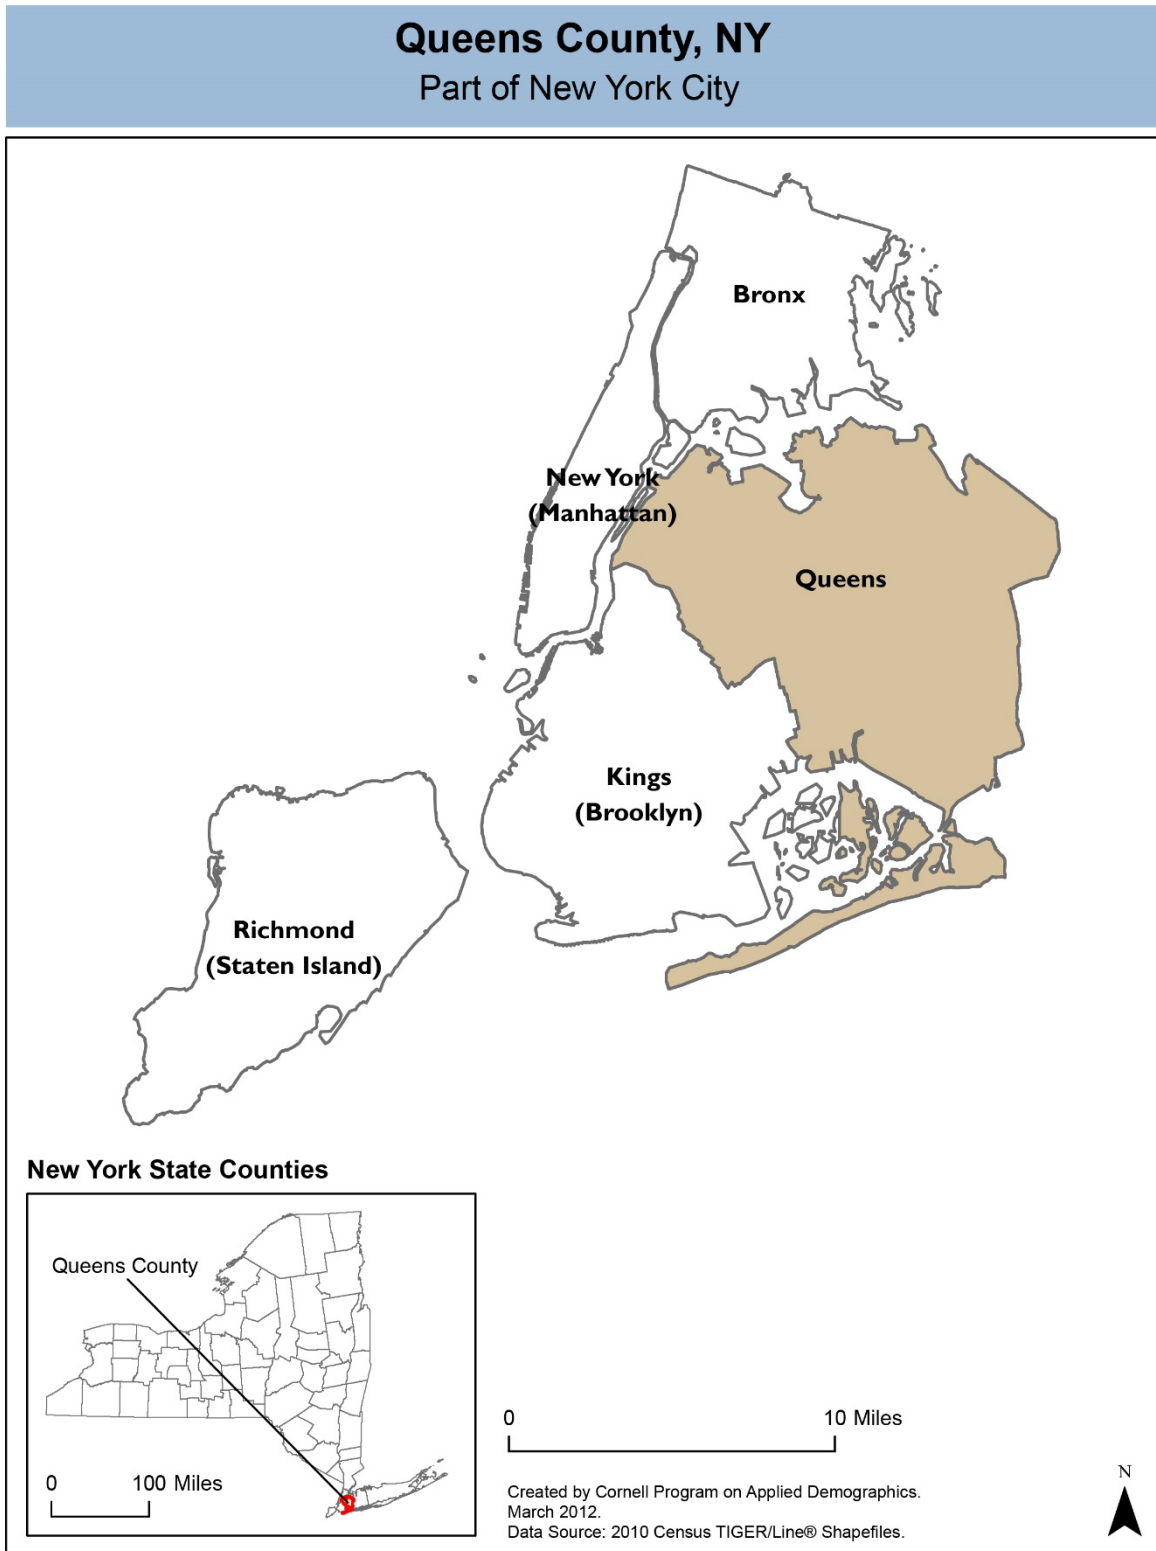 Queens County, NY
Part of New York City
Bronx
New York
(Manhattan)
Queens
Kings
(Brooklyn)
Richmond
(Staten Island)
New York State Counties
Queens County
0 100 Miles
0 10 Miles
Created by Cornell Program on Applied Demographics.
March 2012.
Data Source: 2010 Census TIGER/Line® Shapefiles.
N